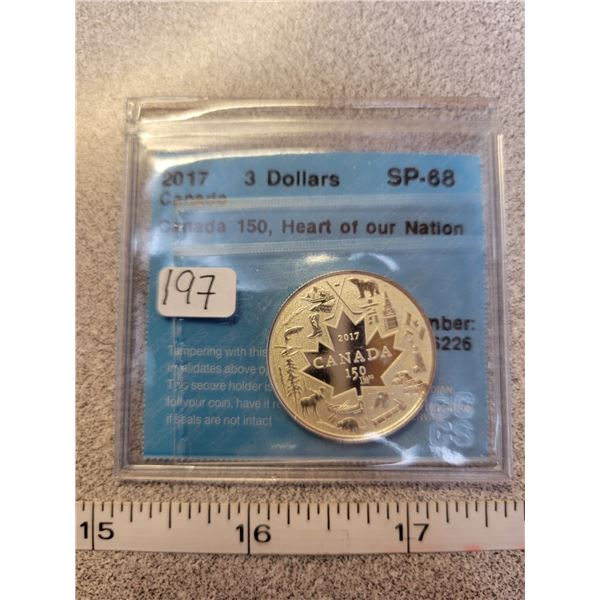 2017 3 Dollars SP-68
Canada
Canada 150, Heart of our Nation
197
mber:
226
2017
CANADA
150
Tampering with this
invalidates above
This secure holder is
for your coin, have it
if seals are not intact
DIAN
15 16 17